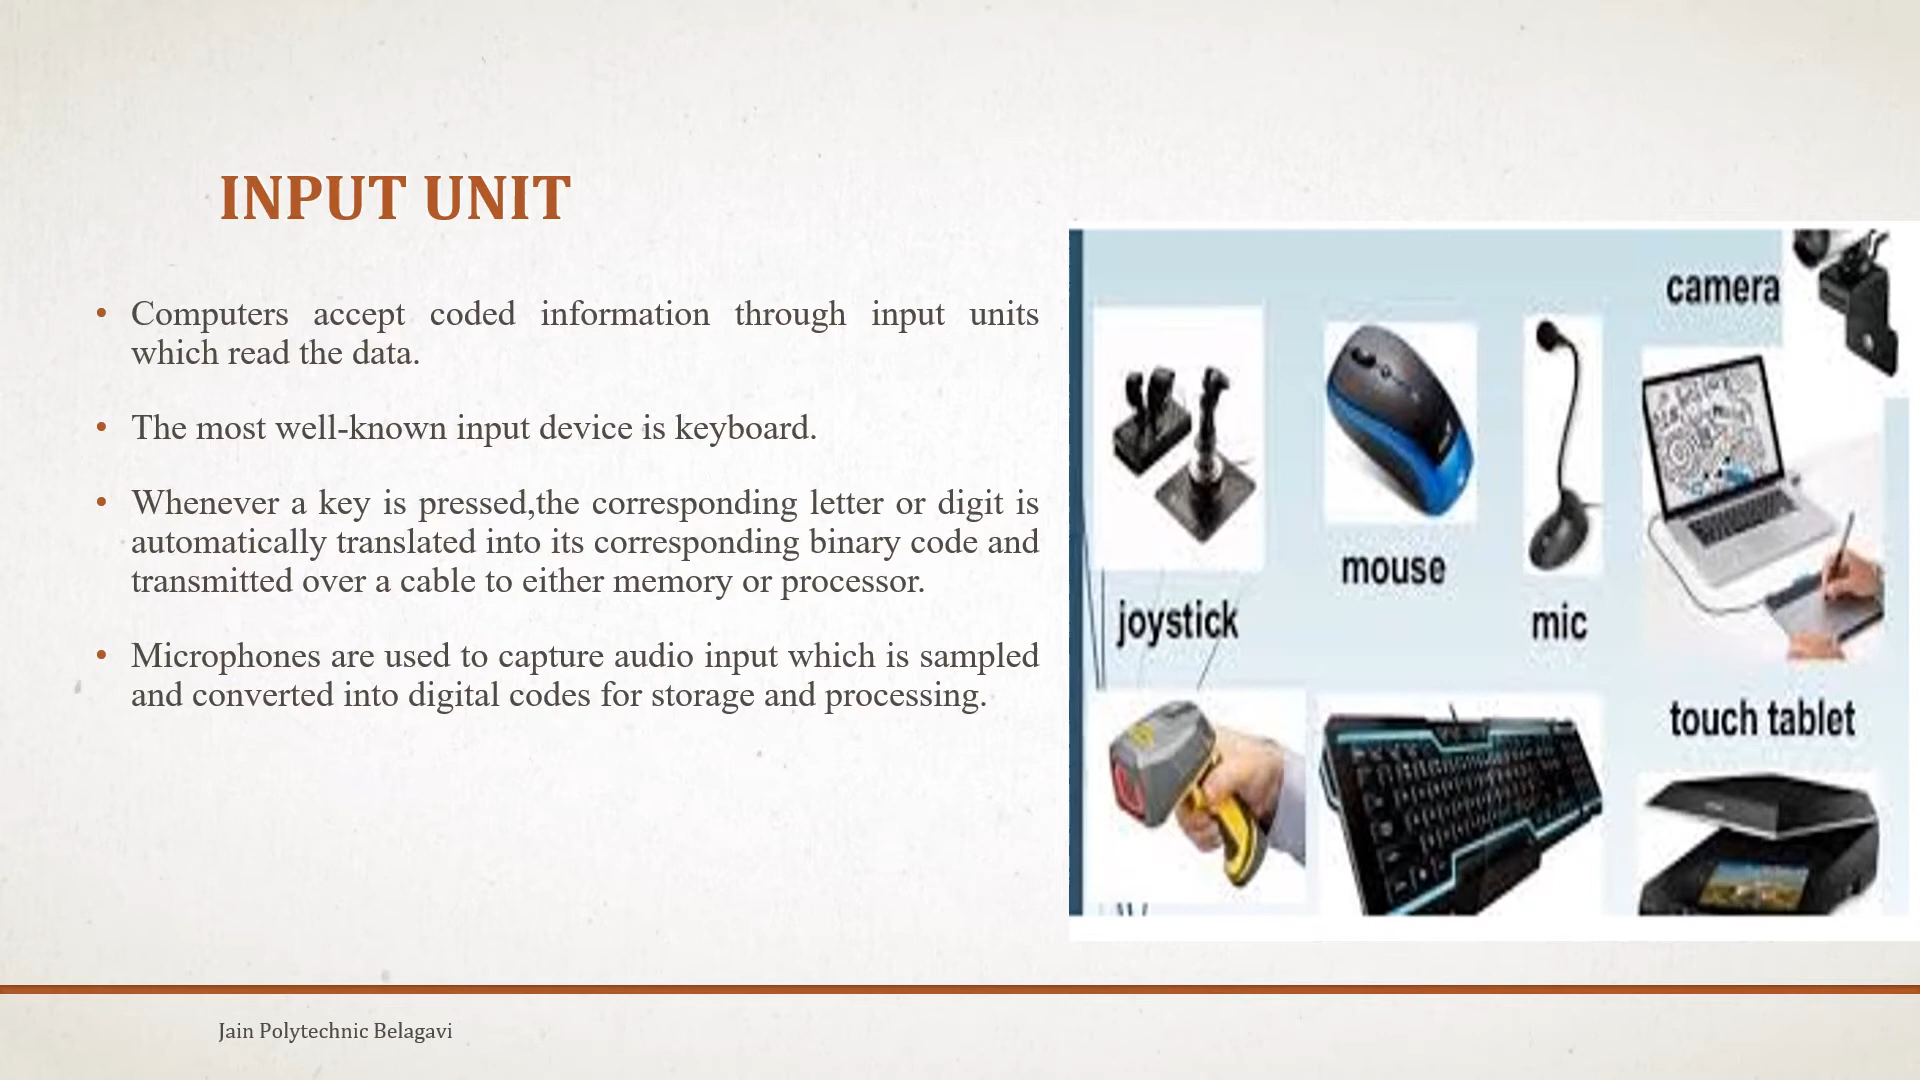 INPUT UNIT
• Computers accept coded information through input units
which read the data.
• The most well-known input device is keyboard.
• Whenever a key is pressed,the corresponding letter or digit is
automatically translated into its corresponding binary code and
transmitted over a cable to either memory or processor.
• Microphones are used to capture audio input which is sampled
and converted into digital codes for storage and processing.
camera
mouse
joystick
mic
touch tablet
Jain Polytechnic Belagavi